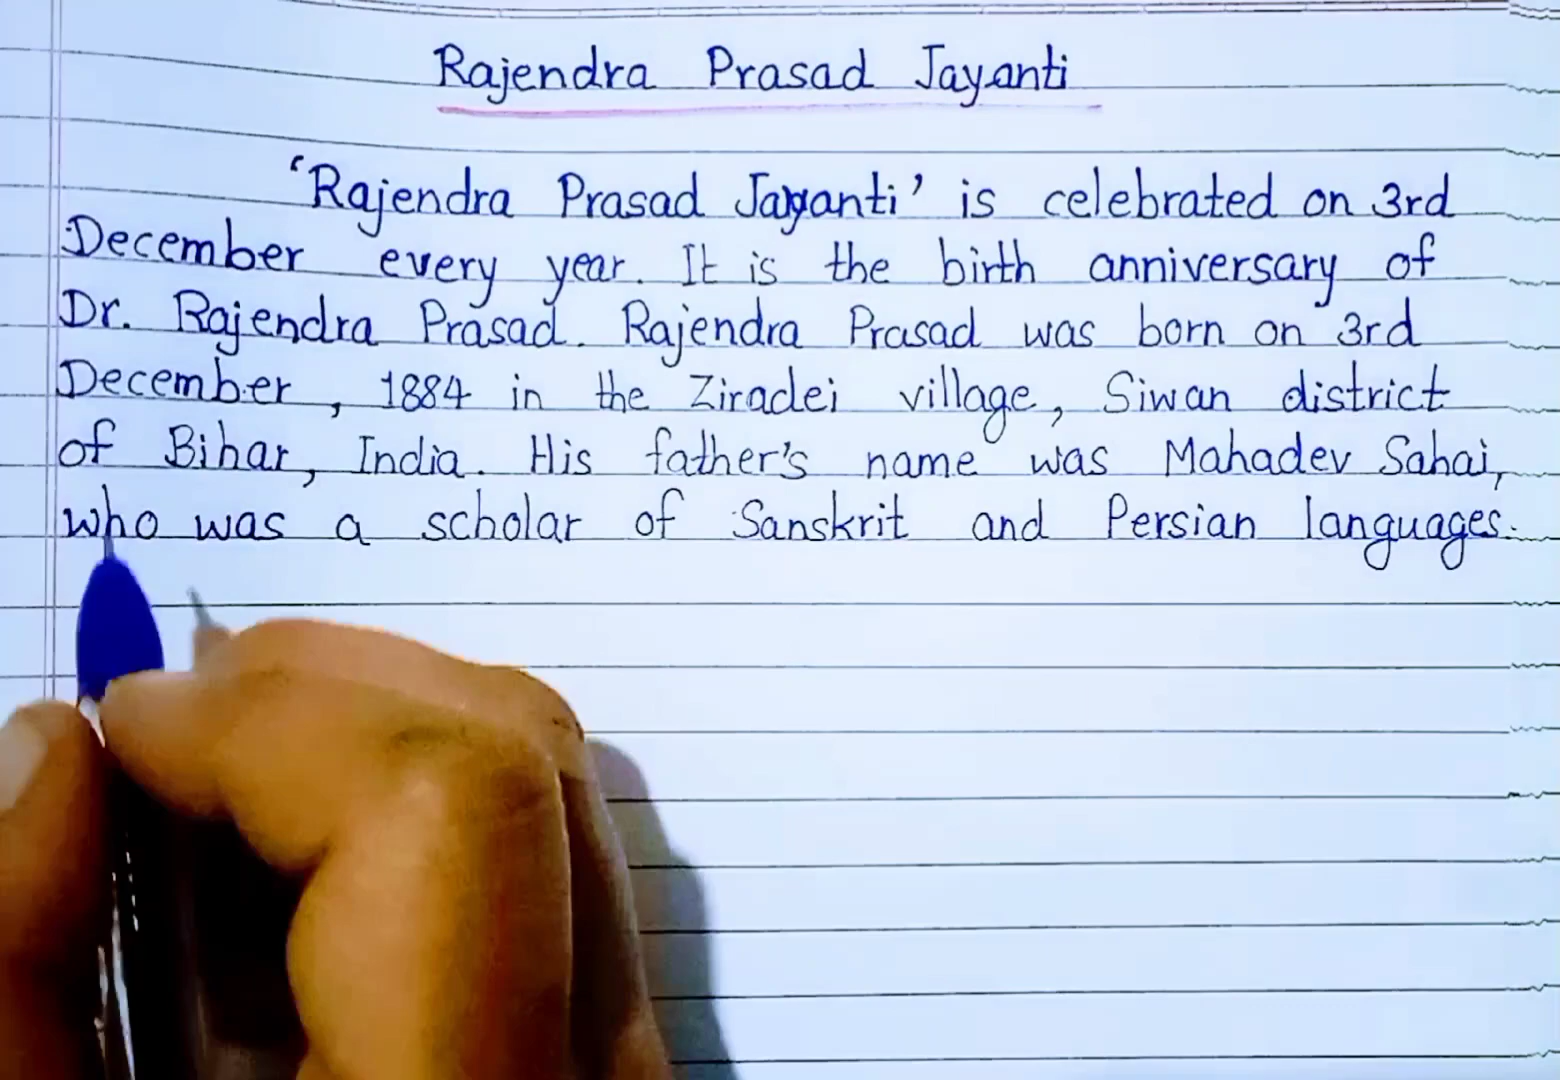 Rajendra Prasad Jayanti
'Rajendra Prasad Jayanti' is celebrated on 3rd
December every year. It is the birth anniversary of
Dr. Rajendra Prasad. Rajendra Prasad was born on 3rd
December, 1884 in the Ziradei village, Siwan district
of Bihar, India. His father's name was Mahadev Sahai,
who was a scholar of Sanskrit and Persian languages.